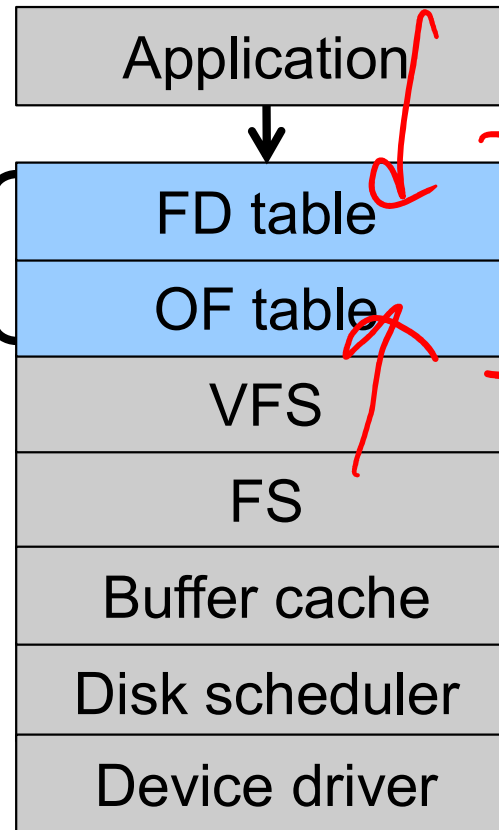 Application
FD table
OF table
VFS
FS
Buffer cache
Disk scheduler
Device driver